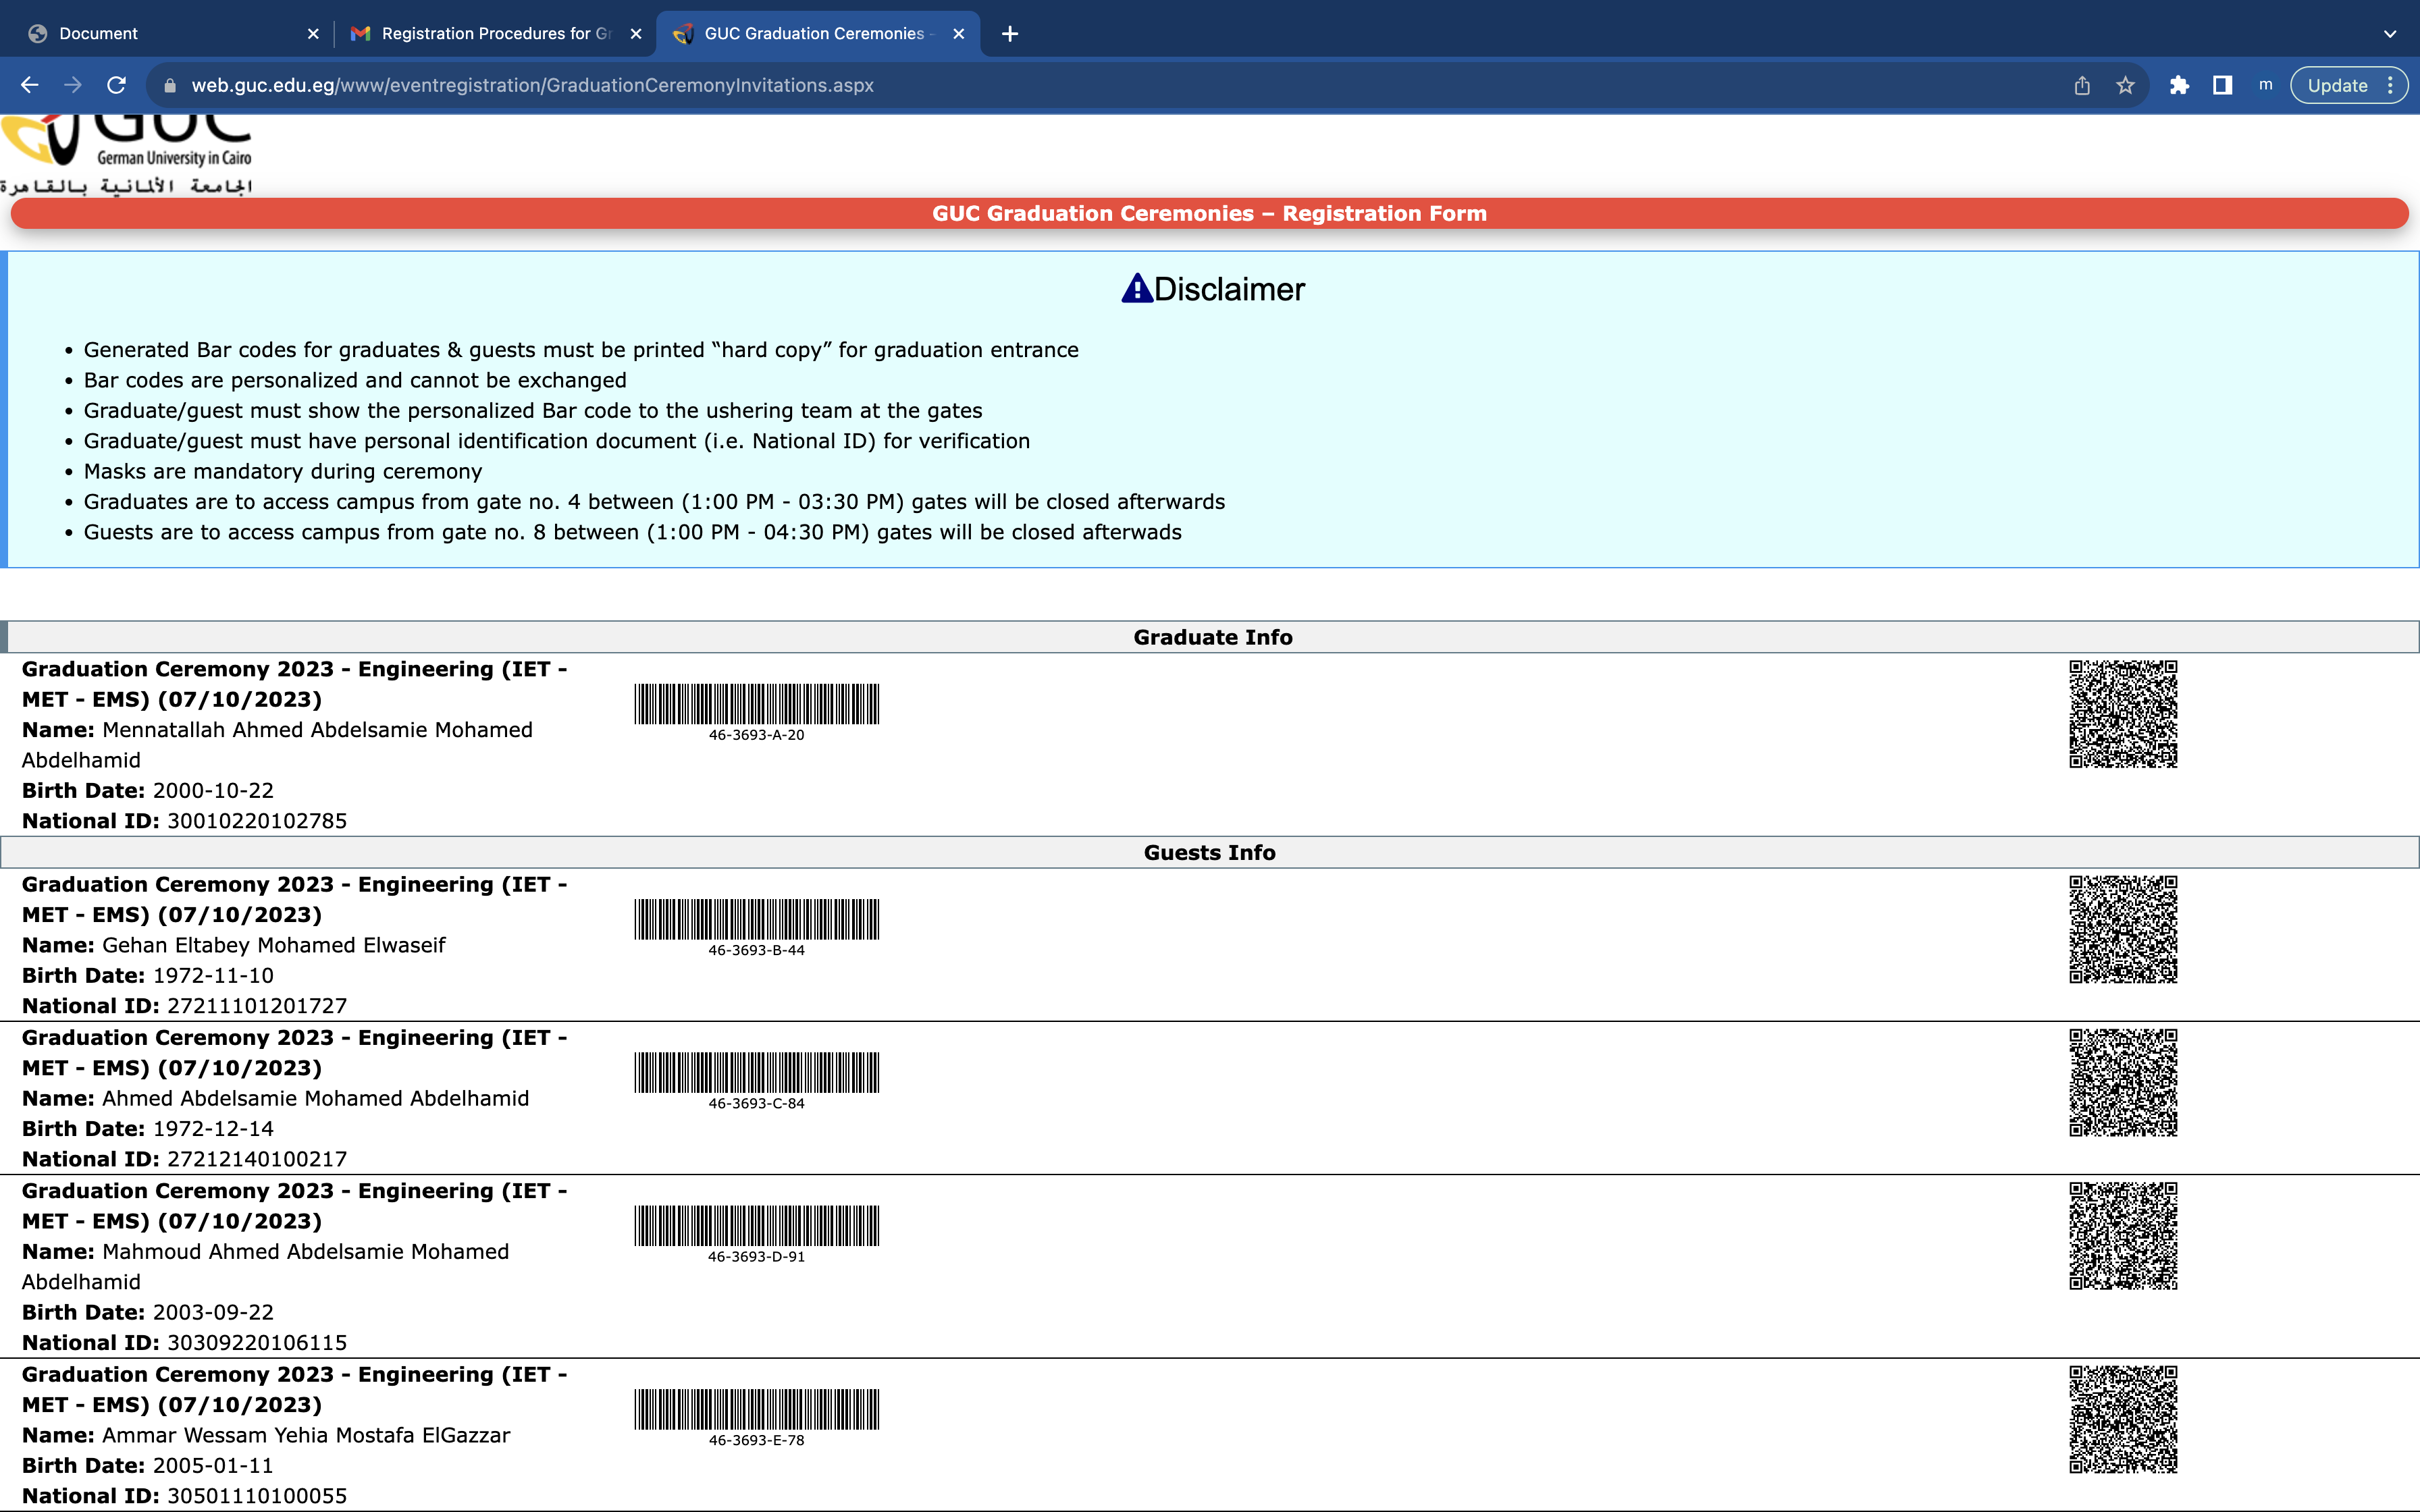 Document
Registration Procedures for Gr
GUC Graduation Ceremonies -
web.guc.edu.eg/www/eventregistration/GraduationCeremonyInvitations.aspx
m
Update
GUC
German University in Cairo
الجامعة الألمانية بالقاهرة
GUC Graduation Ceremonies – Registration Form
Disclaimer
• Generated Bar codes for graduates & guests must be printed “hard copy” for graduation entrance
• Bar codes are personalized and cannot be exchanged
• Graduate/guest must show the personalized Bar code to the ushering team at the gates
• Graduate/guest must have personal identification document (i.e. National ID) for verification
• Masks are mandatory during ceremony
• Graduates are to access campus from gate no. 4 between (1:00 PM - 03:30 PM) gates will be closed afterwards
• Guests are to access campus from gate no. 8 between (1:00 PM - 04:30 PM) gates will be closed afterwads
Graduate Info
Graduation Ceremony 2023 - Engineering (IET -
MET - EMS) (07/10/2023)
Name: Mennatallah Ahmed Abdelsamie Mohamed
Abdelhamid
Birth Date: 2000-10-22
National ID: 30010220102785
46-3693-A-20
Guests Info
Graduation Ceremony 2023 - Engineering (IET -
MET - EMS) (07/10/2023)
Name: Gehan Eltabey Mohamed Elwaseif
Birth Date: 1972-11-10
National ID: 27211101201727
46-3693-B-44
Graduation Ceremony 2023 - Engineering (IET -
MET - EMS) (07/10/2023)
Name: Ahmed Abdelsamie Mohamed Abdelhamid
Birth Date: 1972-12-14
National ID: 27212140100217
46-3693-C-84
Graduation Ceremony 2023 - Engineering (IET -
MET - EMS) (07/10/2023)
Name: Mahmoud Ahmed Abdelsamie Mohamed
Abdelhamid
Birth Date: 2003-09-22
National ID: 30309220106115
46-3693-D-91
Graduation Ceremony 2023 - Engineering (IET -
MET - EMS) (07/10/2023)
Name: Ammar Wessam Yehia Mostafa ElGazzar
Birth Date: 2005-01-11
National ID: 30501110100055
46-3693-E-78